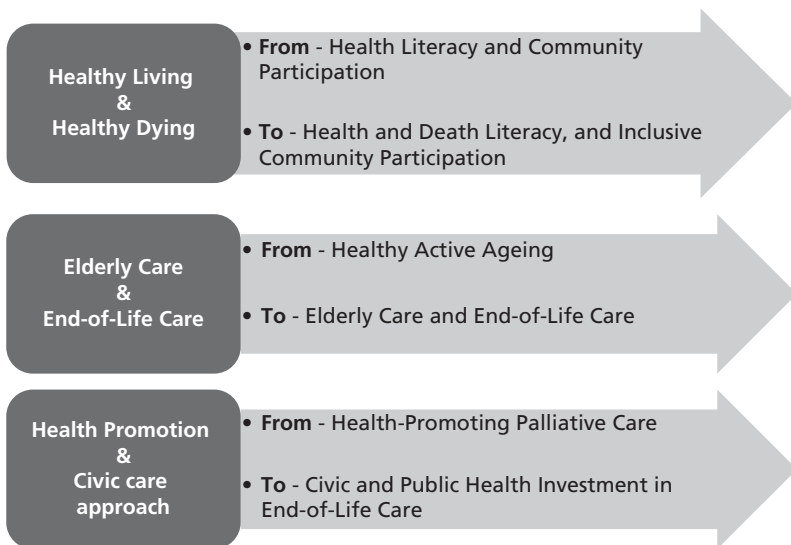 Healthy Living
&
Healthy Dying
• From - Health Literacy and Community
Participation
• To - Health and Death Literacy, and Inclusive
Community Participation
Elderly Care
&
End-of-Life Care
• From - Healthy Active Ageing
• To - Elderly Care and End-of-Life Care
Health Promotion
&
Civic care
approach
• From - Health-Promoting Palliative Care
• To - Civic and Public Health Investment in
End-of-Life Care